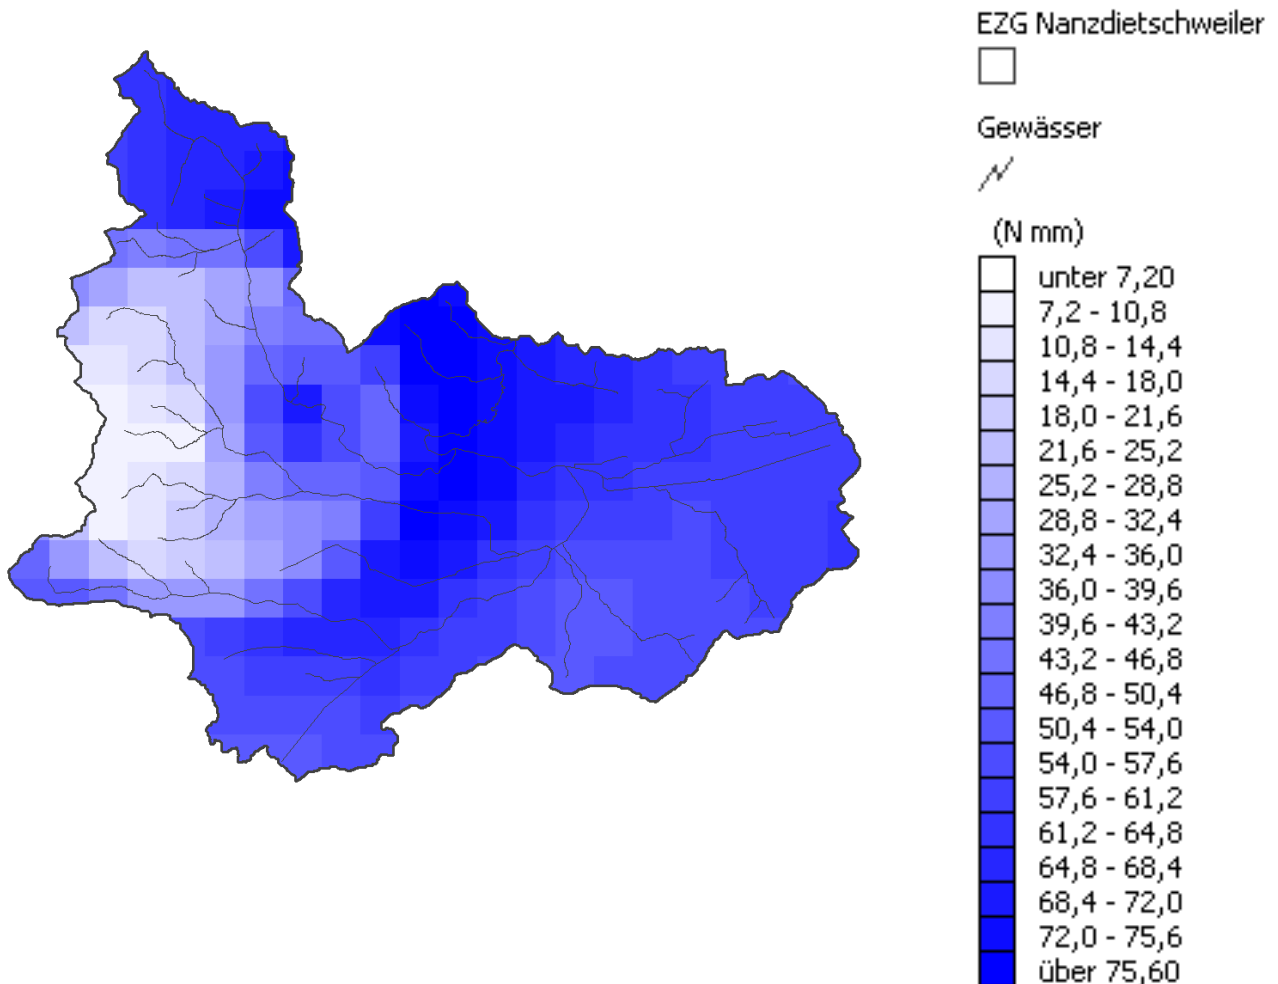 EZG Nanzdietschweiler
Gewässer
(N mm)
unter 7,20
7,2 - 10,8
10,8 - 14,4
14,4 - 18,0
18,0 - 21,6
21,6 - 25,2
25,2 - 28,8
28,8 - 32,4
32,4 - 36,0
36,0 - 39,6
39,6 - 43,2
43,2 - 46,8
46,8 - 50,4
50,4 - 54,0
54,0 - 57,6
57,6 - 61,2
61,2 - 64,8
64,8 - 68,4
68,4 - 72,0
72,0 - 75,6
über 75,60